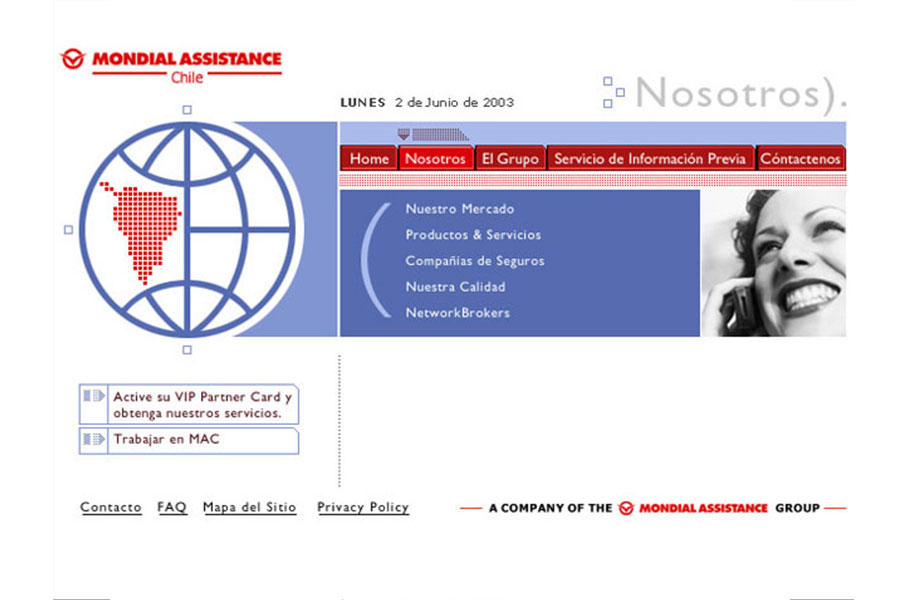 MONDIAL ASSISTANCE
Chile
LUNES 2 de Junio de 2003
Nosotros).
Home Nosotros El Grupo Servicio de Información Previa Cóntactenos
Nuestro Mercado
Productos & Servicios
Compañias de Seguros
Nuestra Calidad
NetworkBrokers
Active su VIP Partner Card y
obtenga nuestros servicios.
Trabajar en MAC
Contacto FAQ Mapa del Sitio Privacy Policy
A COMPANY OF THE MONDIAL ASSISTANCE GROUP